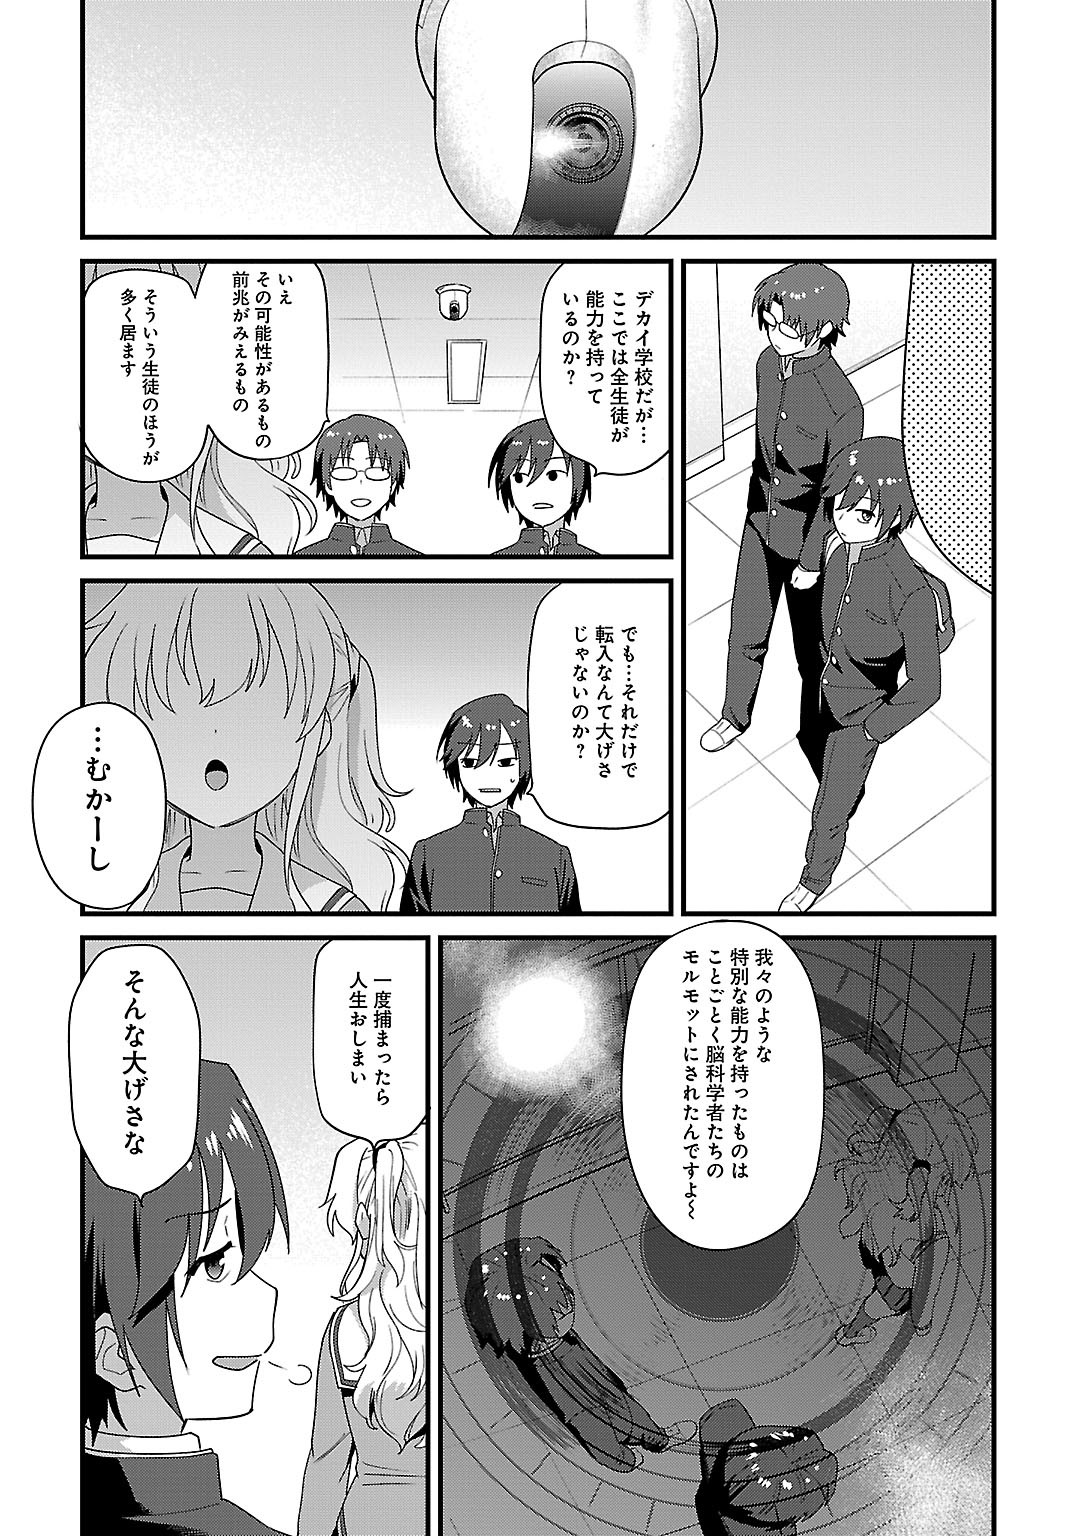 デカイ学校だが…
ここでは全生徒が
能力を持って
いるのか？
いえ
その可能性があるもの
前兆がみえるもの
そういう生徒のほうが
多く居ます
でも…それだけで
転入なんて大げさ
じゃないのか？
…むかーし
我々のような
特別な能力を持ったものは
ことごとく脳科学者たちの
モルモットにされたんですよ〜
一度捕まったら
人生おしまい
そんな大げさな